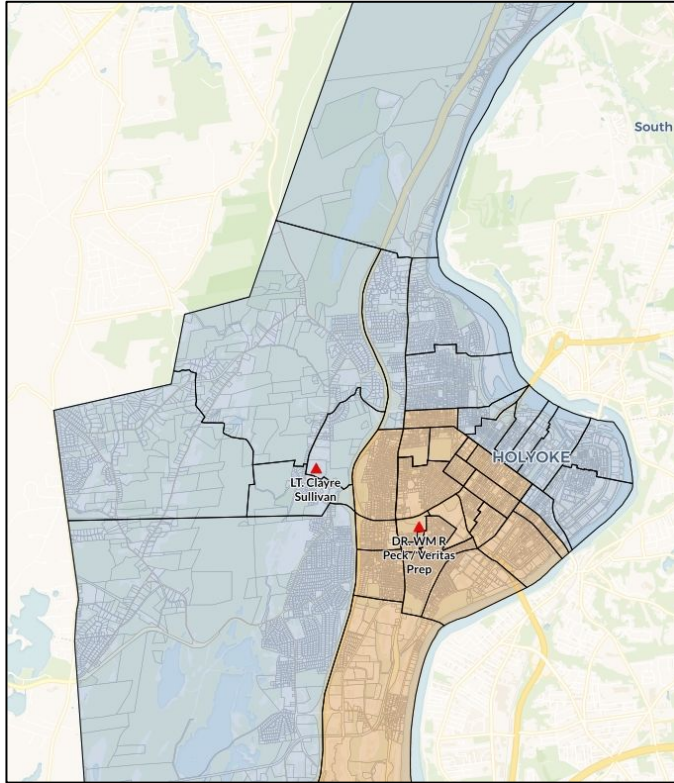 South
HOLYOKE
LT. Clayre
Sullivan
DR. WM R
Peck / Veritas
Prep